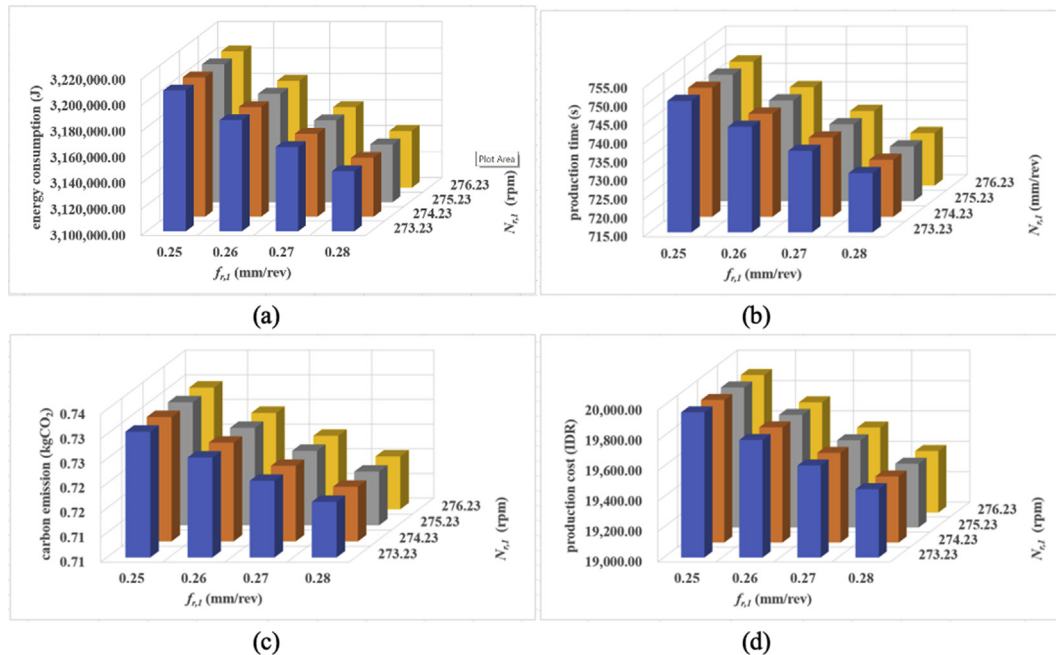 3,220,000.00
3,200,000.00
3,180,000.00
3,160,000.00
3,140,000.00
3,120,000.00
3,100,000.00
energy consumption (J)
0.25 0.26 0.27 0.28
f_{r,1} (mm/rev)
276.23
275.23
274.23
273.23
N_{r,1} (rpm)
Plot Area
(a)
755.00
750.00
745.00
740.00
735.00
730.00
725.00
720.00
715.00
production time (s)
0.25 0.26 0.27 0.28
f_{r,1} (mm/rev)
276.23
275.23
274.23
273.23
N_{r,1} (mm/rev)
(b)
0.74
0.73
0.73
0.72
0.72
0.71
0.71
carbon emission (kgCO₂)
0.25 0.26 0.27 0.28
f_{r,1} (mm/rev)
276.23
275.23
274.23
273.23
N_{r,1} (rpm)
(c)
20,000.00
19,800.00
19,600.00
19,400.00
19,200.00
19,000.00
production cost (IDR)
0.25 0.26 0.27 0.28
f_{r,1} (mm/rev)
276.23
275.23
274.23
273.23
N_{r,1} (rpm)
(d)